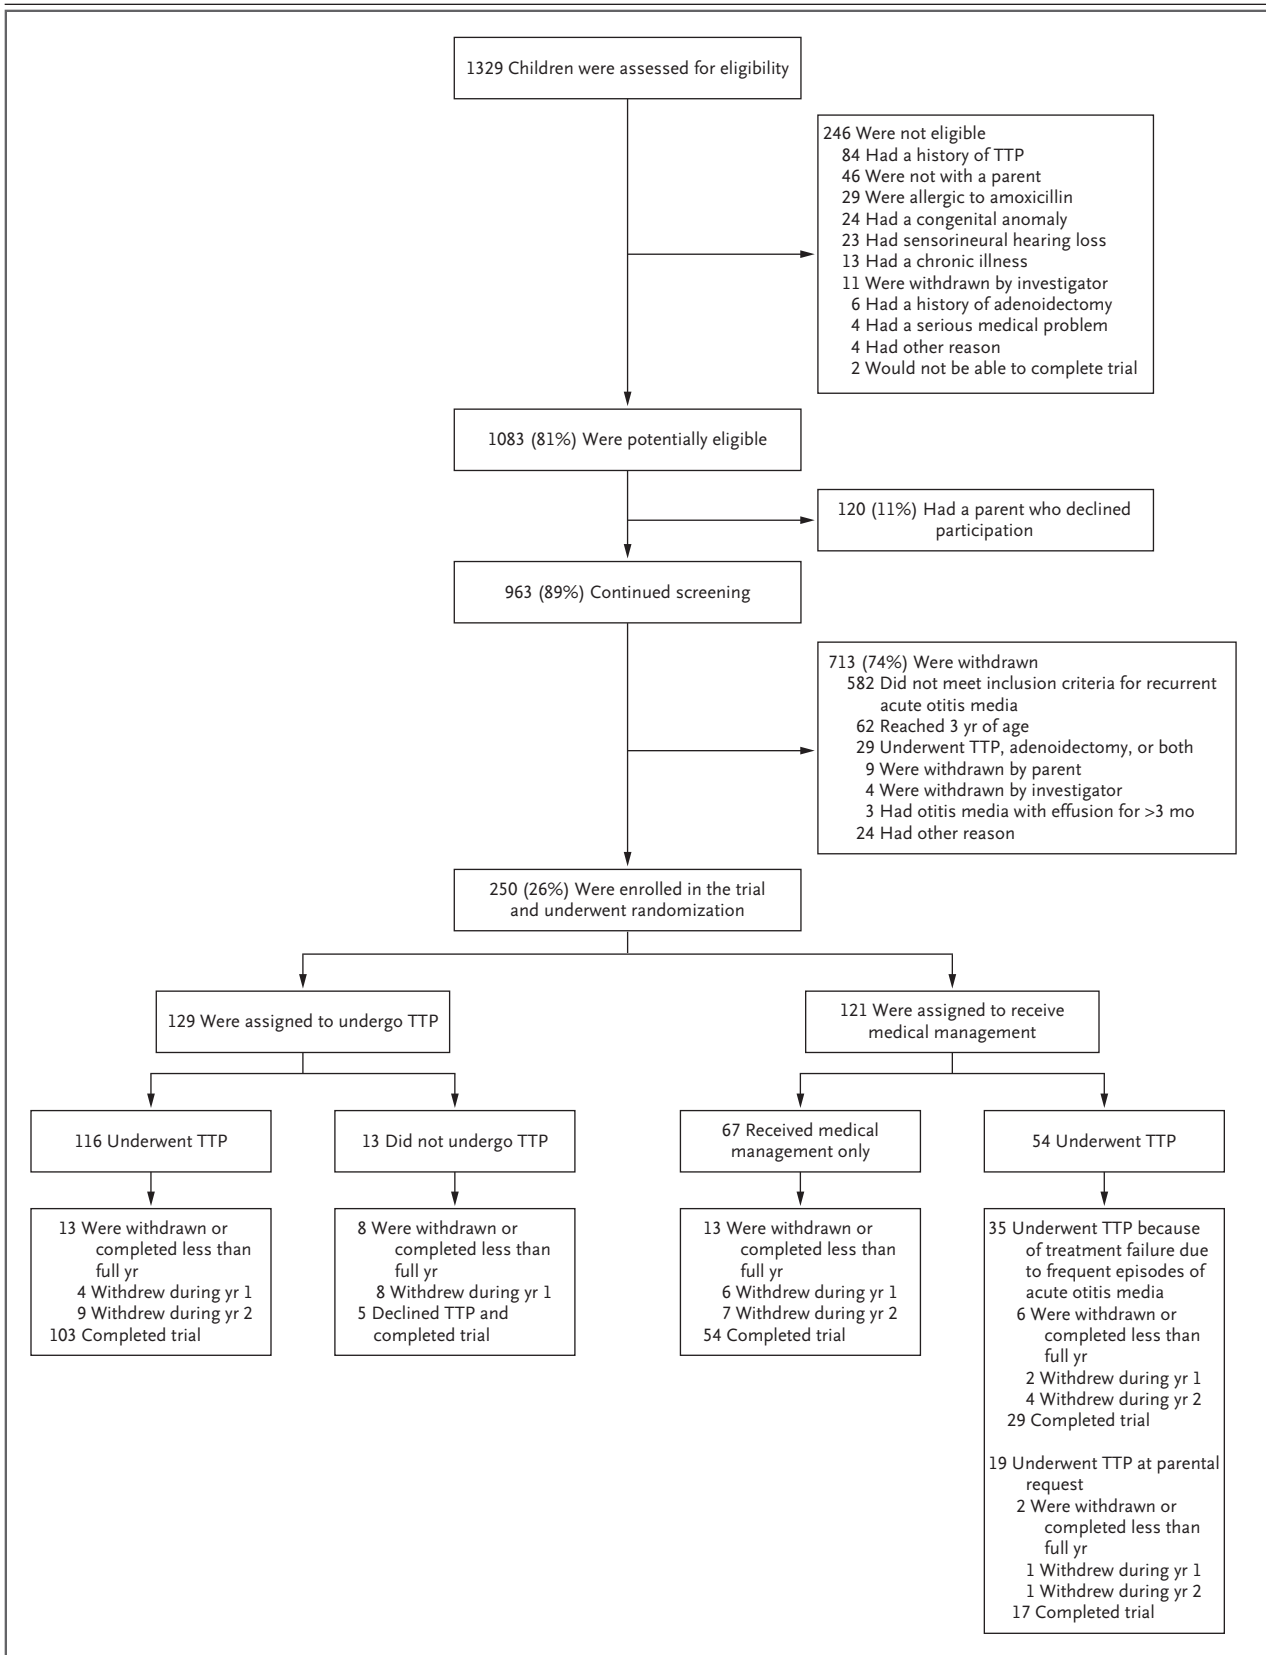 1329 Children were assessed for eligibility
246 Were not eligible
84 Had a history of TTP
46 Were not with a parent
29 Were allergic to amoxicillin
24 Had a congenital anomaly
23 Had sensorineural hearing loss
13 Had a chronic illness
11 Were withdrawn by investigator
6 Had a history of adenoidectomy
4 Had a serious medical problem
4 Had other reason
2 Would not be able to complete trial
1083 (81%) Were potentially eligible
120 (11%) Had a parent who declined
participation
963 (89%) Continued screening
713 (74%) Were withdrawn
582 Did not meet inclusion criteria for recurrent
acute otitis media
62 Reached 3 yr of age
29 Underwent TTP, adenoidectomy, or both
9 Were withdrawn by parent
4 Were withdrawn by investigator
3 Had otitis media with effusion for >3 mo
24 Had other reason
250 (26%) Were enrolled in the trial
and underwent randomization
129 Were assigned to undergo TTP
121 Were assigned to receive
medical management
116 Underwent TTP
13 Did not undergo TTP
67 Received medical
management only
54 Underwent TTP
13 Were withdrawn or
completed less than
full yr
4 Withdrew during yr 1
9 Withdrew during yr 2
103 Completed trial
8 Were withdrawn or
completed less than
full yr
8 Withdrew during yr 1
5 Declined TTP and
completed trial
13 Were withdrawn or
completed less than
full yr
6 Withdrew during yr 1
7 Withdrew during yr 2
54 Completed trial
35 Underwent TTP because
of treatment failure due
to frequent episodes of
acute otitis media
6 Were withdrawn or
completed less than
full yr
2 Withdrew during yr 1
4 Withdrew during yr 2
29 Completed trial
19 Underwent TTP at parental
request
2 Were withdrawn or
completed less than
full yr
1 Withdrew during yr 1
1 Withdrew during yr 2
17 Completed trial